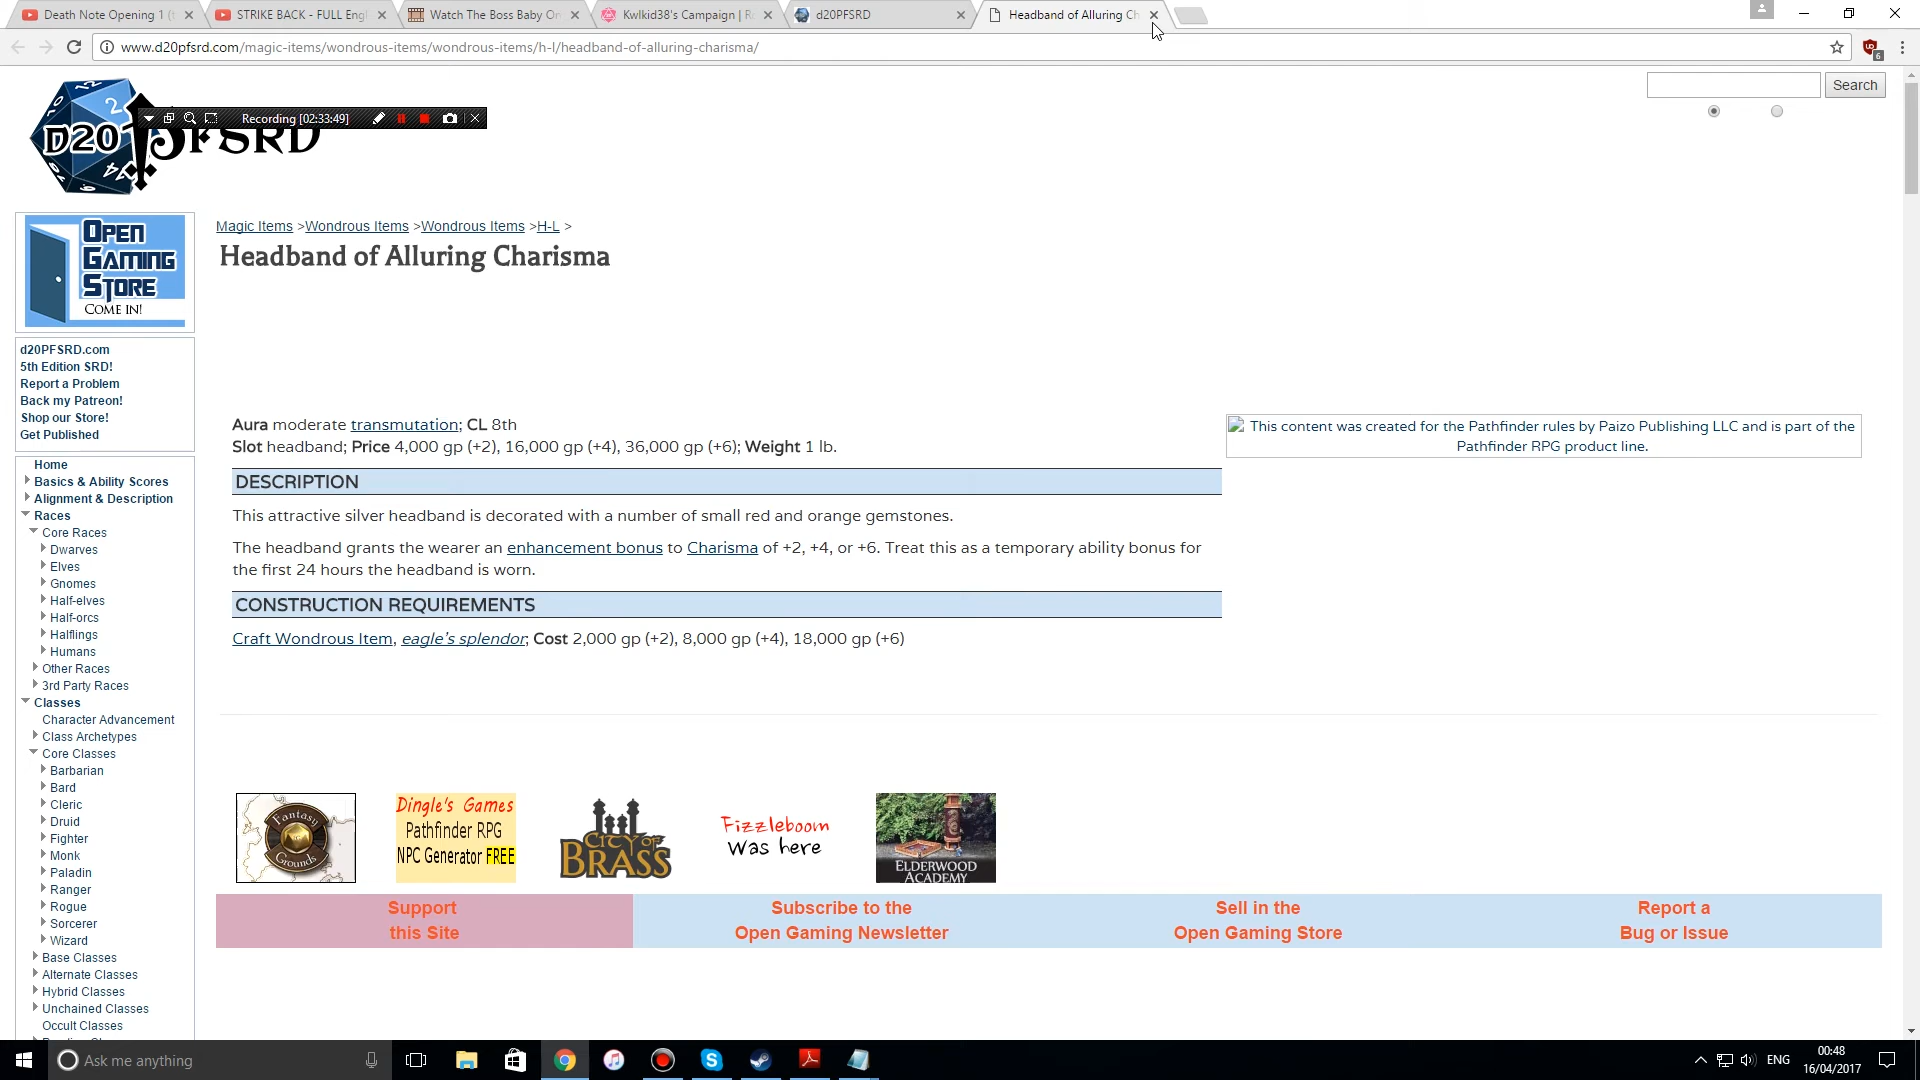 Death Note Opening 1 (
STRIKE BACK - FULL Engl
Watch The Boss Baby On
Kwlkid38's Campaign | R
d20PFSRD
Headband of Alluring Ch
www.d20pfsrd.com/magic-items/wondrous-items/wondrous-items/h-l/headband-of-alluring-charisma/
6
Search
D20 PFSRD
Recording [02:33:49]
OPEN
GAMING
STORE
COME IN!
Magic Items >Wondrous Items >Wondrous Items >H-L >
Headband of Alluring Charisma
d20PFSRD.com
5th Edition SRD!
Report a Problem
Back my Patreon!
Shop our Store!
Get Published
Aura moderate transmutation; CL 8th
Slot headband; Price 4,000 gp (+2), 16,000 gp (+4), 36,000 gp (+6); Weight 1 lb.
This content was created for the Pathfinder rules by Paizo Publishing LLC and is part of the
Pathfinder RPG product line.
DESCRIPTION
This attractive silver headband is decorated with a number of small red and orange gemstones.
The headband grants the wearer an enhancement bonus to Charisma of +2, +4, or +6. Treat this as a temporary ability bonus for
the first 24 hours the headband is worn.
CONSTRUCTION REQUIREMENTS
Craft Wondrous Item, eagle's splendor; Cost 2,000 gp (+2), 8,000 gp (+4), 18,000 gp (+6)
Home
Basics & Ability Scores
Alignment & Description
Races
Core Races
Dwarves
Elves
Gnomes
Half-elves
Half-orcs
Halflings
Humans
Other Races
3rd Party Races
Classes
Character Advancement
Class Archetypes
Core Classes
Barbarian
Bard
Cleric
Druid
Fighter
Monk
Paladin
Ranger
Rogue
Sorcerer
Wizard
Base Classes
Alternate Classes
Hybrid Classes
Unchained Classes
Occult Classes
Fantasy
Grounds
Dingle's Games
Pathfinder RPG
NPC Generator FREE
CITY OF
BRASS
Fizzleboom
Was here
ELDERWOOD
ACADEMY
Support
this Site
Subscribe to the
Open Gaming Newsletter
Sell in the
Open Gaming Store
Report a
Bug or Issue
Ask me anything
ENG
00:48
16/04/2017